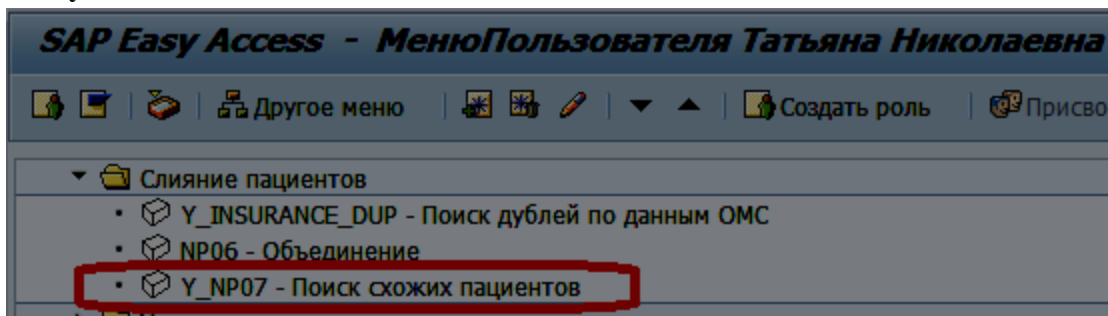 SAP Easy Access - МенюПользователя Татьяна Николаевна
Другое меню Создать роль Присво
Слияние пациентов
Y_INSURANCE_DUP - Поиск дублей по данным ОМС
NP06 - Объединение
Y_NP07 - Поиск схожих пациентов